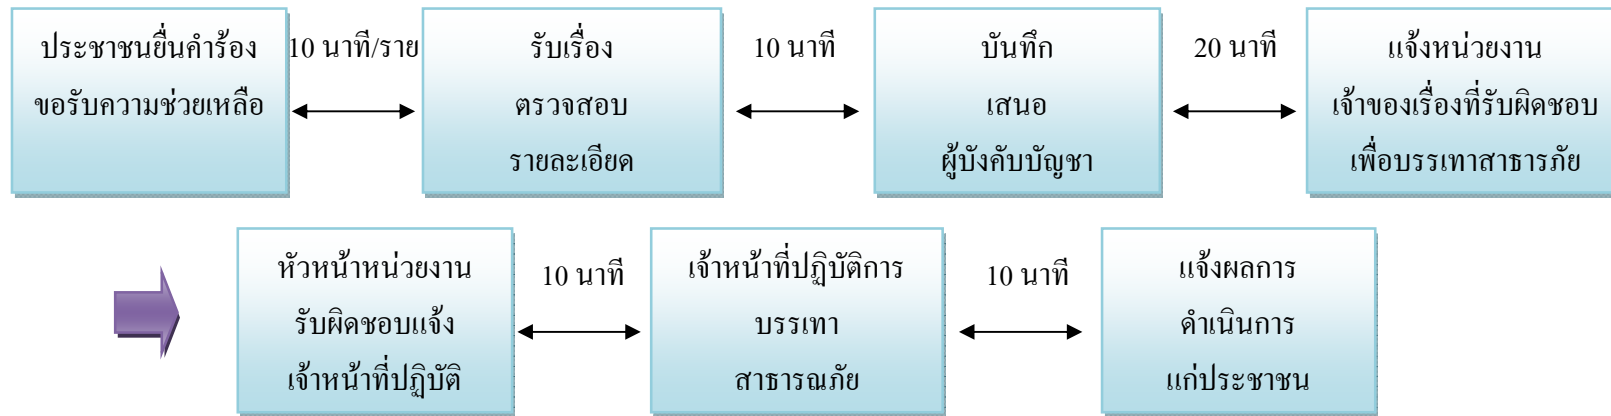 ประชาชนยื่นคำร้อง
ขอรับความช่วยเหลือ
10 นาที/ราย
รับเรื่อง
ตรวจสอบ
รายละเอียด
10 นาที
บันทึก
เสนอ
ผู้บังคับบัญชา
20 นาที
แจ้งหน่วยงาน
เจ้าของเรื่องที่รับผิดชอบ
เพื่อบรรเทาสาธารภัย
หัวหน้าหน่วยงาน
รับผิดชอบแจ้ง
เจ้าหน้าที่ปฏิบัติ
10 นาที
เจ้าหน้าที่ปฏิบัติการ
บรรเทา
สาธารณภัย
10 นาที
แจ้งผลการ
ดำเนินการ
แก่ประชาชน